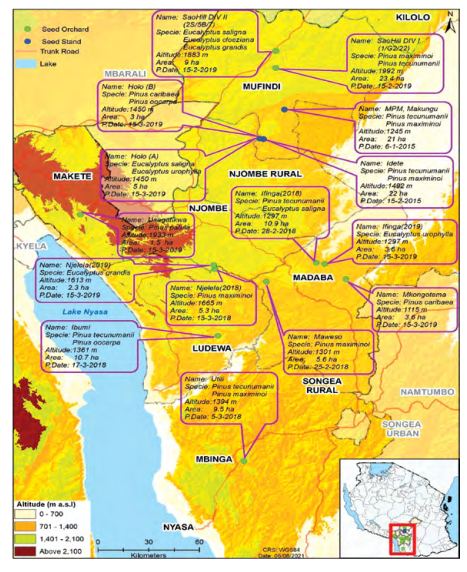 Seed Orchard
Seed Stand
Trunk Road
Lake
Name: SaoHill DIV II
(2S/5B/7)
Specie: Eucalyptus saligna
Eucalyptus cloeziana
Eucalyptus grandis
Altitude:1883 m
Area: 9 ha
P.Date: 15-2-2019
KILOLO
Name: SaoHill DIV I,
(1/G2/22)
Specie: Pinus maximinoi
Pinus tecunumanii
Altitude:1992 m
Area: 23.4 ha
P.Date: 15-2-2019
MBARALI
MUFINDI
Name: Holo (B)
Specie: Pinus caribaea
Pinus occerpa
Altitude:1450 m
Area: 3 ha
P.Date: 15-3-2019
Name: MPM, Makungu
Specie: Pinus tecunumanii
Pinus maximinoi
Altitude:1245 m
Area: 21 ha
P.Date: 6-1-2015
Name: Holo (A)
Specie: Eucalyptus saligna
Eucalyptus urophylla
Altitude:1450 m
Area: 5 ha
P.Date: 15-3-2019
NJOMBE RURAL
Name: Idete
Specie: Pinus tecunumanii
Pinus maximinoi
Altitude:1492 m
Area: 22 ha
P.Date: 15-2-2015
MAKETE
NJOMBE
Name: Ifinga(2018)
Specie: Pinus tecunumanii
Eucalyptus saligna
Altitude:1297 m
Area: 10.9 ha
P.Date: 28-2-2018
Name: Usagatikwa
Specie: Pinus patula
Altitude:1933 m
Area: 1.5 ha
P.Date: 15-3-2019
Name: Ifinga(2019)
Specie: Eucalyptus urophylla
Altitude:1297 m
Area: 3.6 ha
P.Date: 15-3-2019
KYELA
Name: Njelela(2019)
Specie: Eucalyptus grandis
Altitude:1613 m
Area: 2.3 ha
P.Date: 15-3-2019
Name: Njelela(2018)
Specie: Pinus maximinoi
Altitude:1665 m
Area: 5.3 ha
P.Date: 15-3-2018
MADABA
Name: Mkongotema
Specie: Pinus caribaea
Altitude:1115 m
Area: 3.6 ha
P.Date: 15-3-2019
Lake Nyasa
Name: Ibumi
Specie: Pinus tecunumanii
Pinus occerpa
Altitude:1361 m
Area: 10.7 ha
P.Date: 17-3-2018
LUDEWA
Name: Maweso
Specie: Pinus maximinoi
Altitude:1301 m
Area: 5.6 ha
P.Date: 25-2-2018
Name: Utili
Specie: Pinus tecunumanii
Pinus maximinoi
Altitude:1394 m
Area: 9.5 ha
P.Date: 5-3-2018
SONGEA
RURAL
NAMTUMBO
SONGEA
URBAN
MBINGA
NYASA
Altitude (m a.s.l)
0 - 700
701 - 1,400
1,401 - 2,100
Above 2,100
0 25 50 100
Kilometers
CRS: WGS84
Date: 06/08/2021